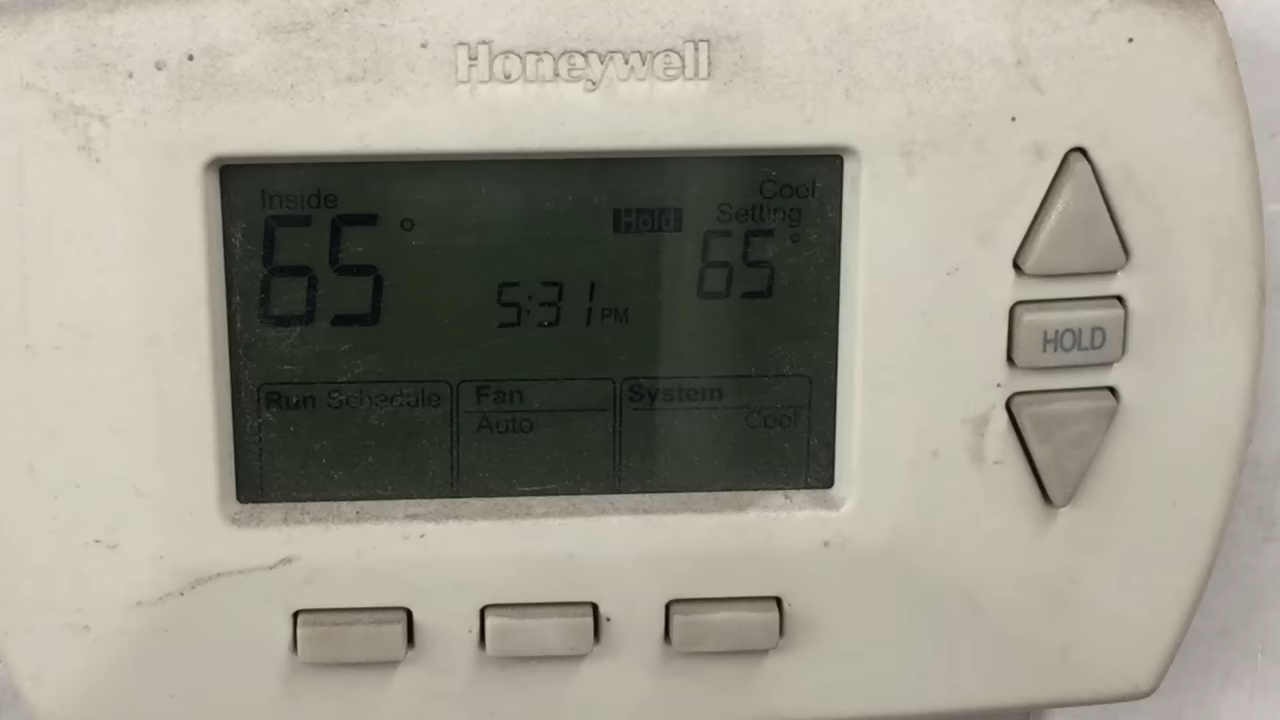 Honeywell
Inside
65°
Hold
Cool
Setting
65°
5:31 PM
Run Schedule
Fan
Auto
System
Cool
HOLD